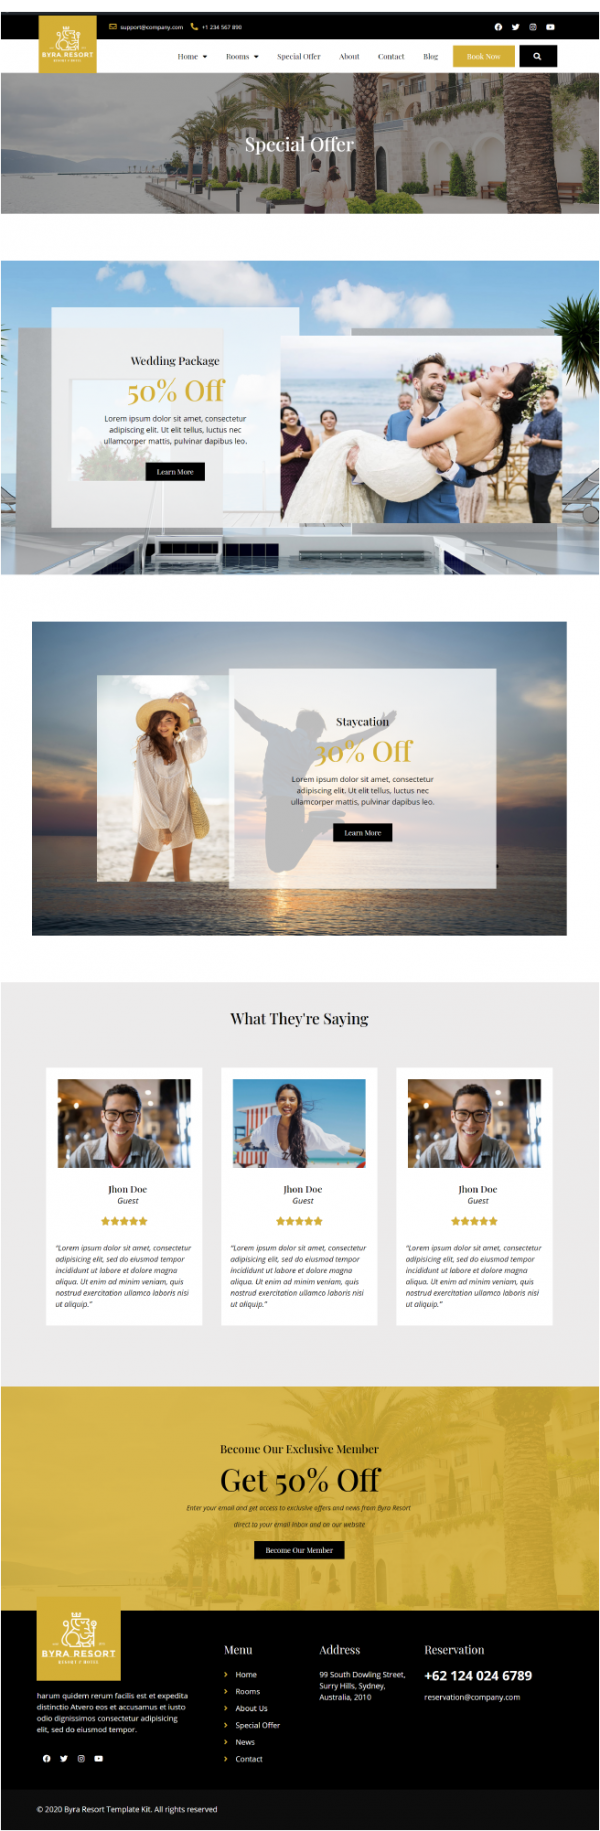 BYRA RESORT
support@company.com +1 234 567 890
Home Rooms Special Offer About Contact Blog Book Now
Special Offer
Wedding Package
50% Off
Lorem ipsum dolor sit amet, consectetur
adipiscing elit. Ut elit tellus, luctus nec
ullamcorper mattis, pulvinar dapibus leo.
Learn More
Staycation
30% Off
Lorem ipsum dolor sit amet, consectetur
adipiscing elit. Ut elit tellus, luctus nec
ullamcorper mattis, pulvinar dapibus leo.
Learn More
What They're Saying
Jhon Doe
Guest
"Lorem ipsum dolor sit amet, consectetur
adipiscing elit, sed do eiusmod tempor
incididunt ut labore et dolore magna
aliqua. Ut enim ad minim veniam, quis
nostrud exercitation ullamco laboris nisi
ut aliquip."
Jhon Doe
Guest
"Lorem ipsum dolor sit amet, consectetur
adipiscing elit, sed do eiusmod tempor
incididunt ut labore et dolore magna
aliqua. Ut enim ad minim veniam, quis
nostrud exercitation ullamco laboris nisi
ut aliquip."
Jhon Doe
Guest
"Lorem ipsum dolor sit amet, consectetur
adipiscing elit, sed do eiusmod tempor
incididunt ut labore et dolore magna
aliqua. Ut enim ad minim veniam, quis
nostrud exercitation ullamco laboris nisi
ut aliquip."
Become Our Exclusive Member
Get 50% Off
Enter your email and get access to exclusive offers and news from Byra Resort
direct to your email inbox and on our website
Become Our Member
BYRA RESORT
RESORT & HOTEL
harum quidem rerum facilis est et expedita
distinctio Atvero eos et accusamus et iusto
odio dignissimos consectetur adipisicing
elit, sed do eiusmod tempor.
Menu
Home
Rooms
About Us
Special Offer
News
Contact
Address
99 South Dowling Street,
Surry Hills, Sydney,
Australia, 2010
Reservation
+62 124 024 6789
reservation@company.com
© 2020 Byra Resort Template Kit. All rights reserved